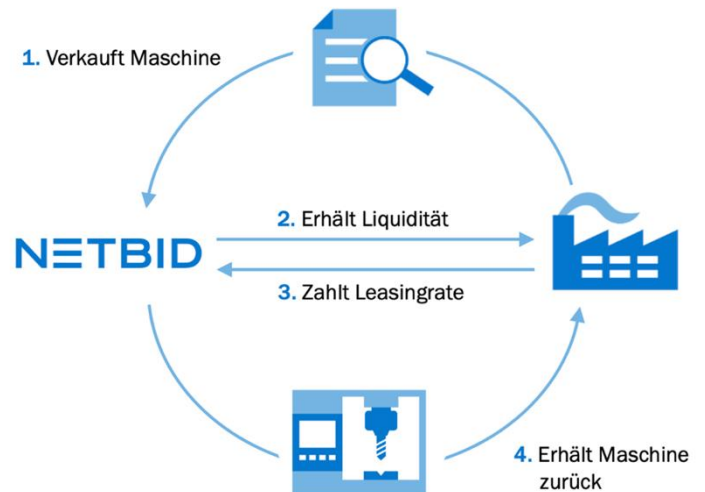 1. Verkauft Maschine
2. Erhält Liquidität
NETBID
3. Zahlt Leasingrate
4. Erhält Maschine
zurück